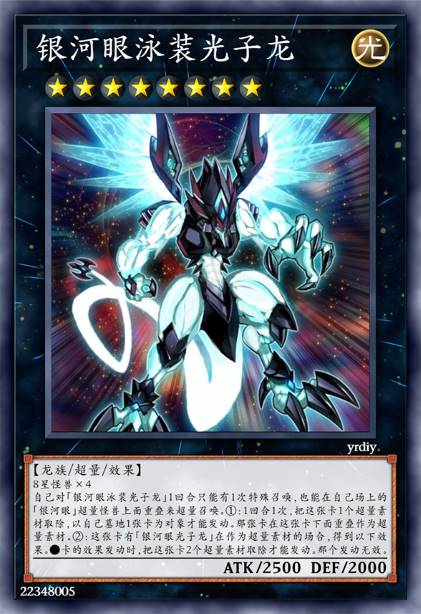 银河眼泳装光子龙
光
yrdiy
【龙族/超量/效果】
8星怪兽×4
自己对「银河眼泳装光子龙」1回合只能有1次特殊召唤，也能在自己场上的
「银河眼」超量怪兽上面重叠来超量召唤。①：1回合1次，把这张卡1个超量素
材取除，以自己墓地1张卡为对象才能发动。那张卡在这张卡下面重叠作为超
量素材。②：这张卡有「银河眼光子龙」在作为超量素材的场合，得到以下效
果。●卡的效果发动时，把这张卡2个超量素材取除才能发动。那个发动无效。
ATK/2500 DEF/2000
22348005